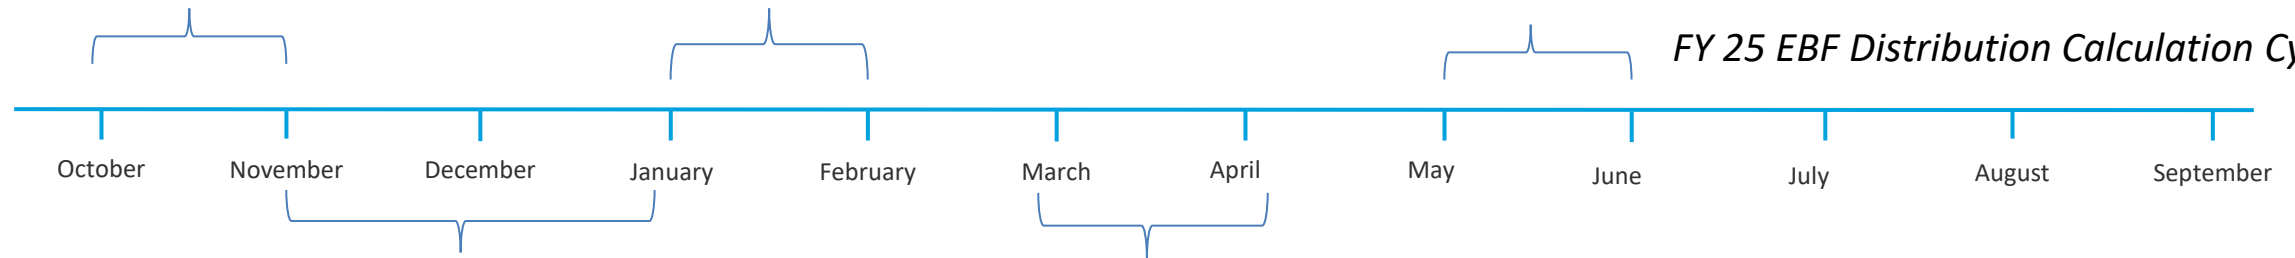 FY 25 EBF Distribution Calculation Cy
October November December January February March April May June July August September